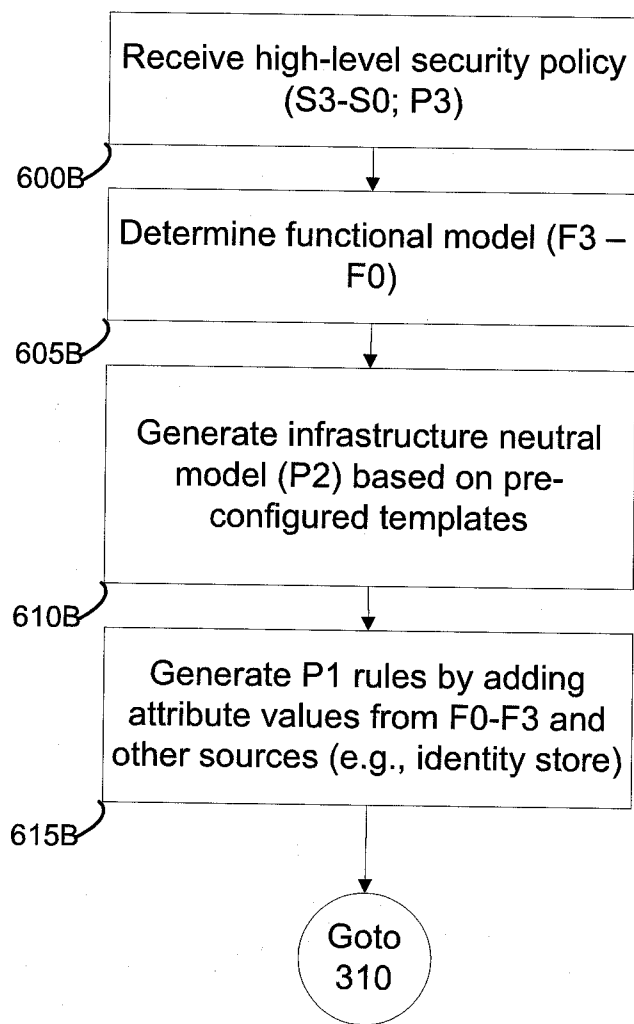 Receive high-level security policy
(S3-S0; P3)
600B
Determine functional model (F3 –
F0)
605B
Generate infrastructure neutral
model (P2) based on pre-
configured templates
610B
Generate P1 rules by adding
attribute values from F0-F3 and
other sources (e.g., identity store)
615B
Goto
310